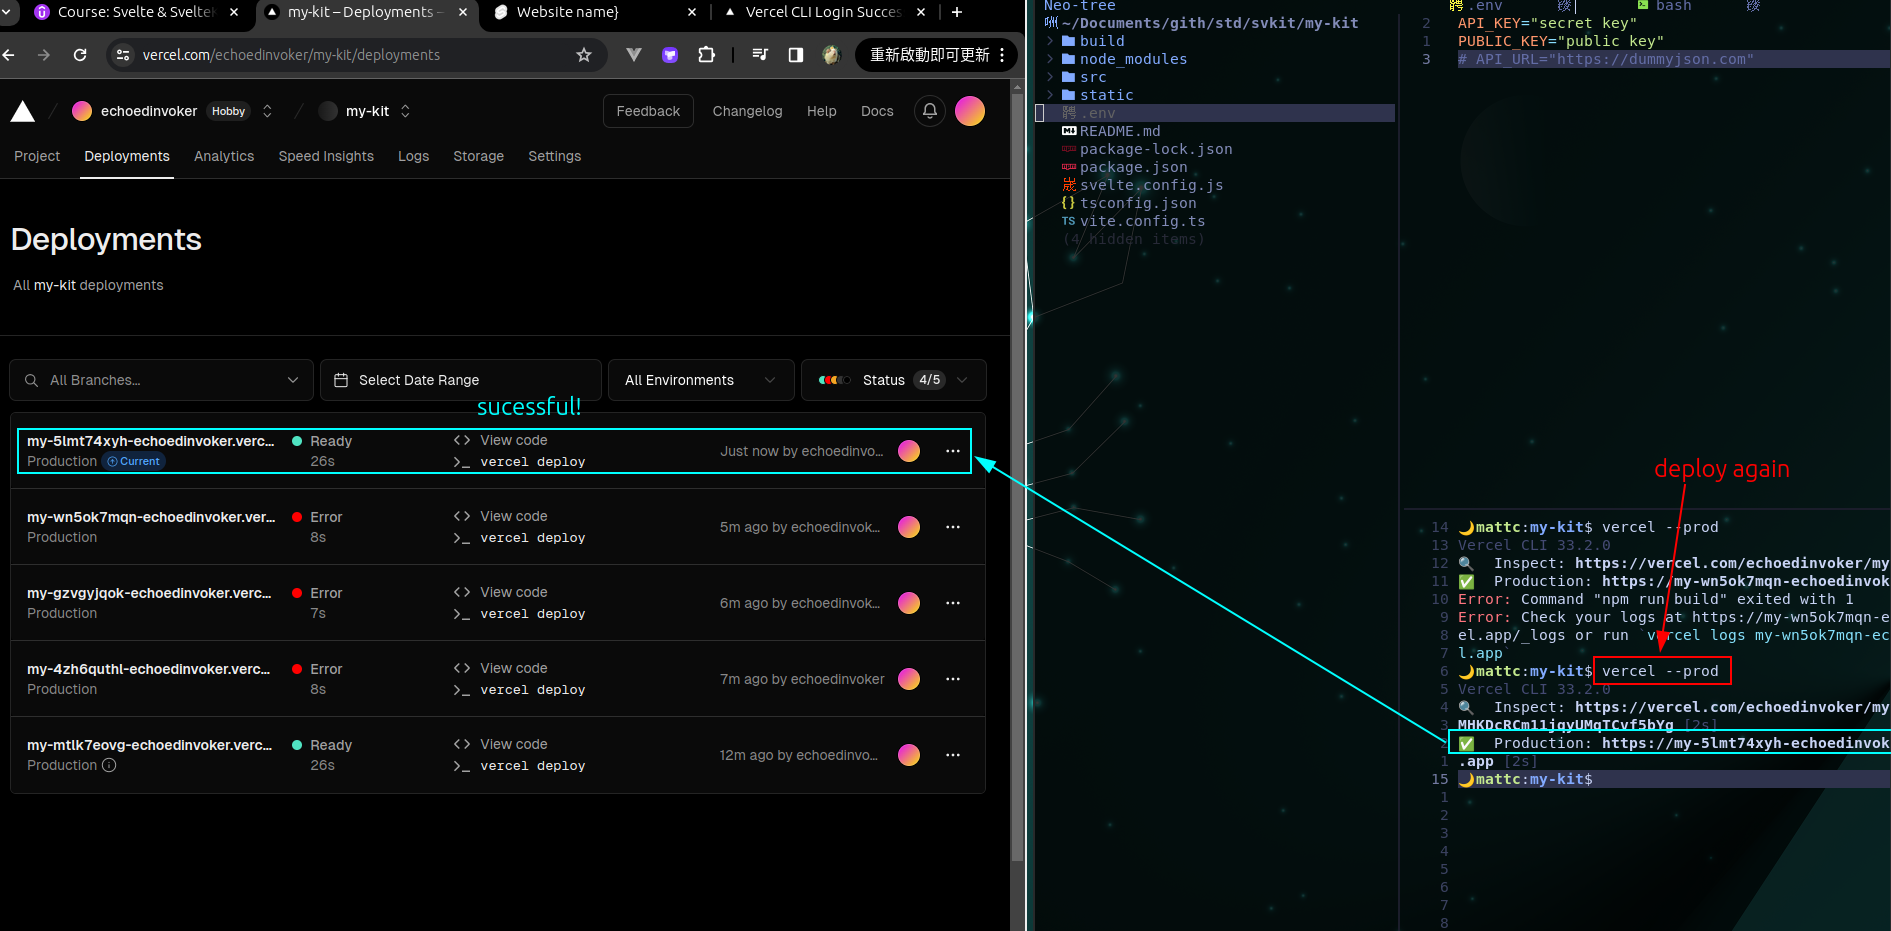 Course: Svelte & Svelte
my-kit – Deployments –
Website name}
Vercel CLI Login Succes
vercel.com/echoedinvoker/my-kit/deployments
重新啟動即可更新
echoedinvoker Hobby
my-kit
Feedback
Changelog
Help
Docs
Project
Deployments
Analytics
Speed Insights
Logs
Storage
Settings
Deployments
All my-kit deployments
All Branches...
Select Date Range
All Environments
Status 4/5
sucessful!
my-5lmt74xyh-echoedinvoker.verc...
Ready
View code
Production Current
26s
>_ vercel deploy
Just now by echoedinvo...
my-wn5ok7mqn-echoedinvoker.ver...
Error
View code
Production
8s
>_ vercel deploy
5m ago by echoedinvok...
my-gzvgyjqok-echoedinvoker.verc...
Error
View code
Production
7s
>_ vercel deploy
6m ago by echoedinvok...
my-4zh6quthl-echoedinvoker.verc...
Error
View code
Production
8s
>_ vercel deploy
7m ago by echoedinvoker
my-mtlk7eovg-echoedinvoker.verc...
Ready
View code
Production
26s
>_ vercel deploy
12m ago by echoedinvo...
Neo-tree
~/Documents/gith/std/svkit/my-kit
build
node_modules
src
static
.env
README.md
package-lock.json
package.json
svelte.config.js
tsconfig.json
vite.config.ts
(4 hidden items)
.env
bash
2 API_KEY="secret key"
1 PUBLIC_KEY="public key"
3 # API_URL="https://dummyjson.com"
deploy again
14 mattc:my-kit$ vercel --prod
13 Vercel CLI 33.2.0
12 Inspect: https://vercel.com/echoedinvoker/my
11 Production: https://my-wn5ok7mqn-echoedinvok
10 Error: Command "npm run build" exited with 1
9 Error: Check your logs at https://my-wn5ok7mqn-e
8 el.app/_logs or run `vercel logs my-wn5ok7mqn-ec
7 l.app`
6 mattc:my-kit$ vercel --prod
5 Vercel CLI 33.2.0
4 Inspect: https://vercel.com/echoedinvoker/my
3 MHKDcRCm11jqyUMqTCvf5bYg [2s]
2 Production: https://my-5lmt74xyh-echoedinvok
1 .app [2s]
15 mattc:my-kit$
1
2
3
4
5
6
7
8